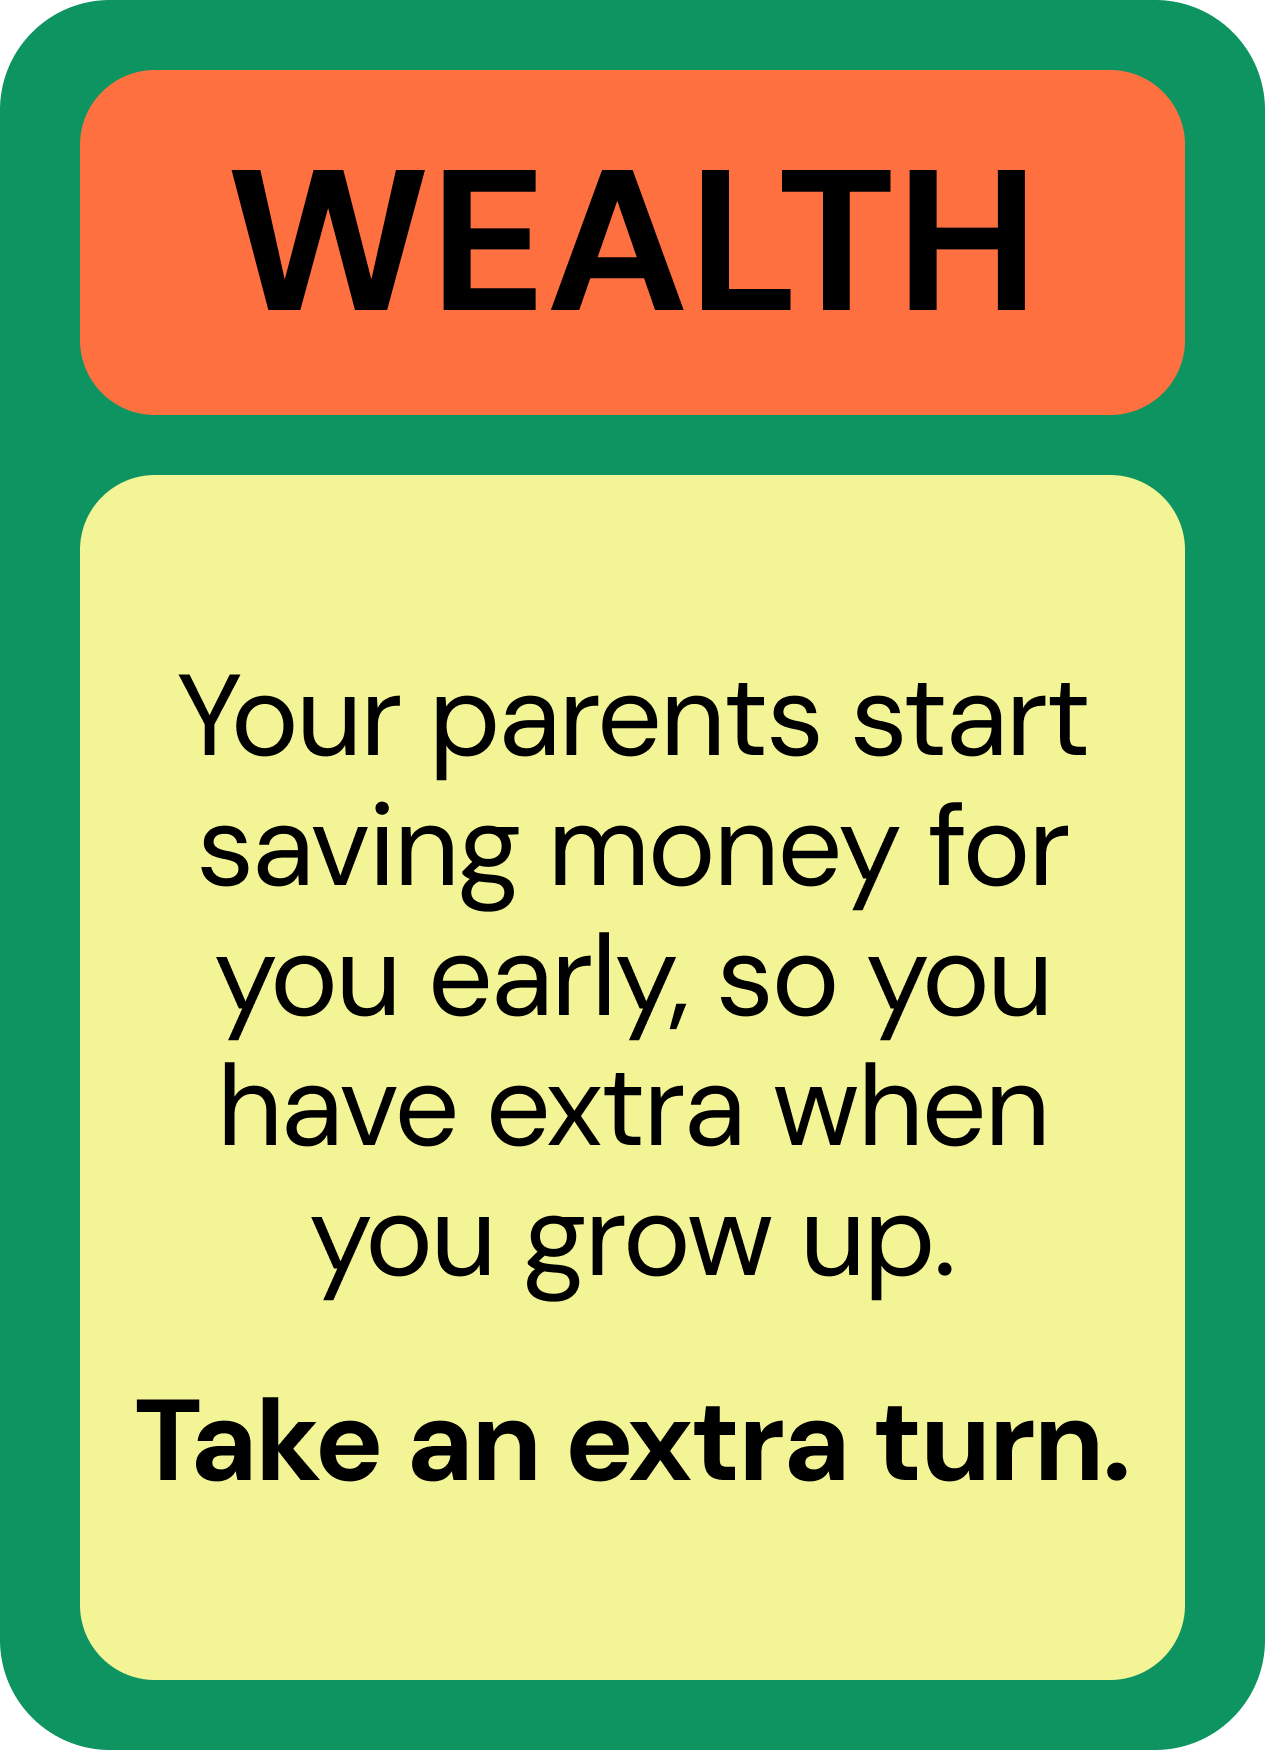 WEALTH
Your parents start
saving money for
you early, so you
have extra when
you grow up.
Take an extra turn.